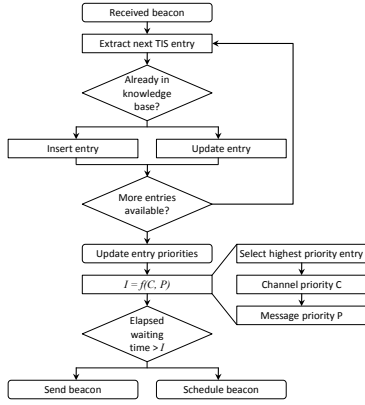 Received beacon
Extract next TIS entry
Already in
knowledge
base?
Insert entry
Update entry
More entries
available?
Update entry priorities
Select highest priority entry
I = f(C, P)
Channel priority C
Message priority P
Elapsed
waiting
time > I
Send beacon
Schedule beacon